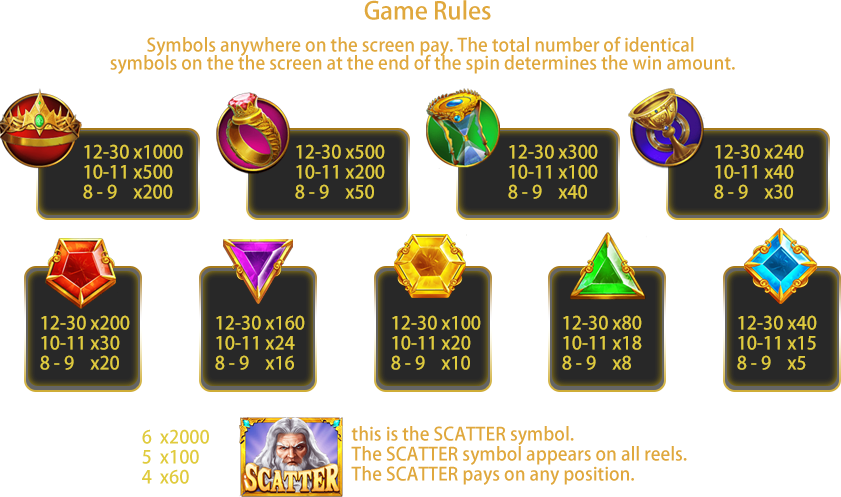 Game Rules
Symbols anywhere on the screen pay. The total number of identical
symbols on the the screen at the end of the spin determines the win amount.
12-30 x1000
10-11 x500
8 - 9 x200
12-30 x500
10-11 x200
8 - 9 x50
12-30 x300
10-11 x100
8 - 9 x40
12-30 x240
10-11 x40
8 - 9 x30
12-30 x200
10-11 x30
8 - 9 x20
12-30 x160
10-11 x24
8 - 9 x16
12-30 x100
10-11 x20
8 - 9 x10
12-30 x80
10-11 x18
8 - 9 x8
12-30 x40
10-11 x15
8 - 9 x5
6 x2000
5 x100
4 x60
SCATTER
this is the SCATTER symbol.
The SCATTER symbol appears on all reels.
The SCATTER pays on any position.